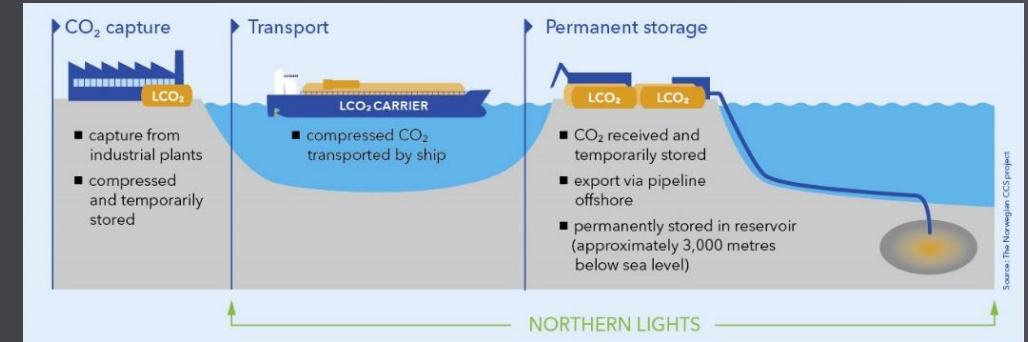 CO₂ capture
LCO₂
■ capture from
industrial plants
■ compressed
and temporarily
stored
Transport
LCO₂ CARRIER
■ compressed CO₂
transported by ship
Permanent storage
LCO₂ LCO₂
■ CO₂ received and
temporarily stored
■ export via pipeline
offshore
■ permanently stored in reservoir
(approximately 3,000 metres
below sea level)
Source: The Norwegian CCS project
NORTHERN LIGHTS